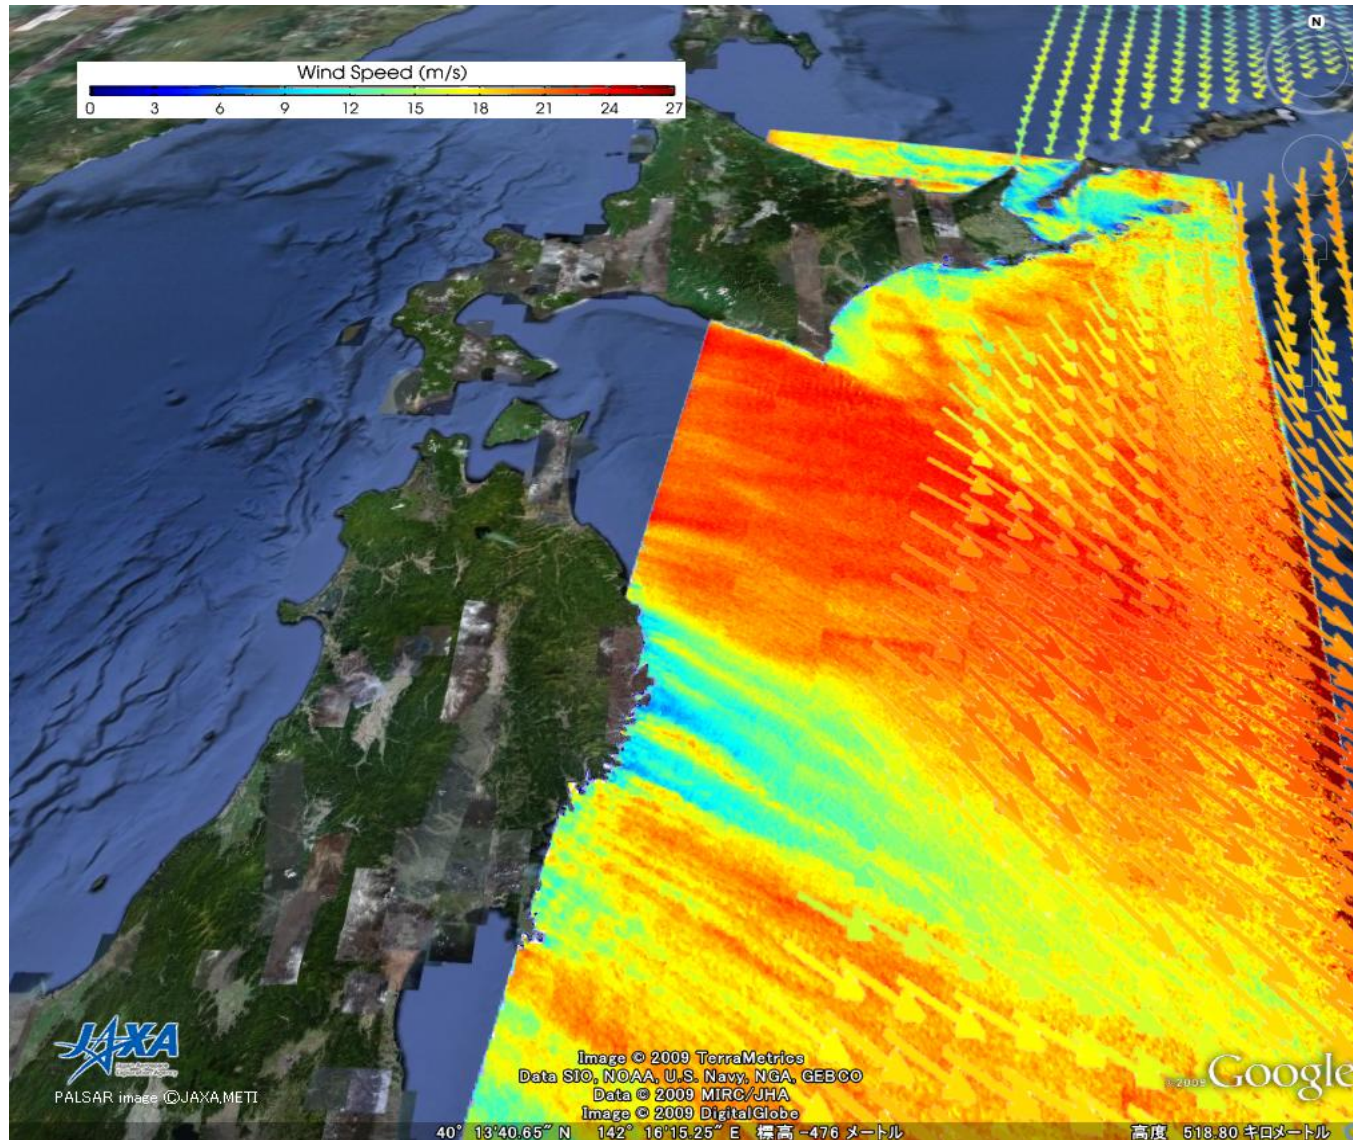 N
Wind Speed (m/s)
0 3 6 9 12 15 18 21 24 27
JAXA
PALSAR image ©JAXA,METI
Image © 2009 TerraMetrics
Data SIO, NOAA, U.S. Navy, NGA, GEBCO
Data © 2009 MIRC/JHA
Image © 2009 DigitalGlobe
Google
40° 13'40.65" N 142° 16'15.25" E 標高 -476 メートル 高度 518.80 キロメートル